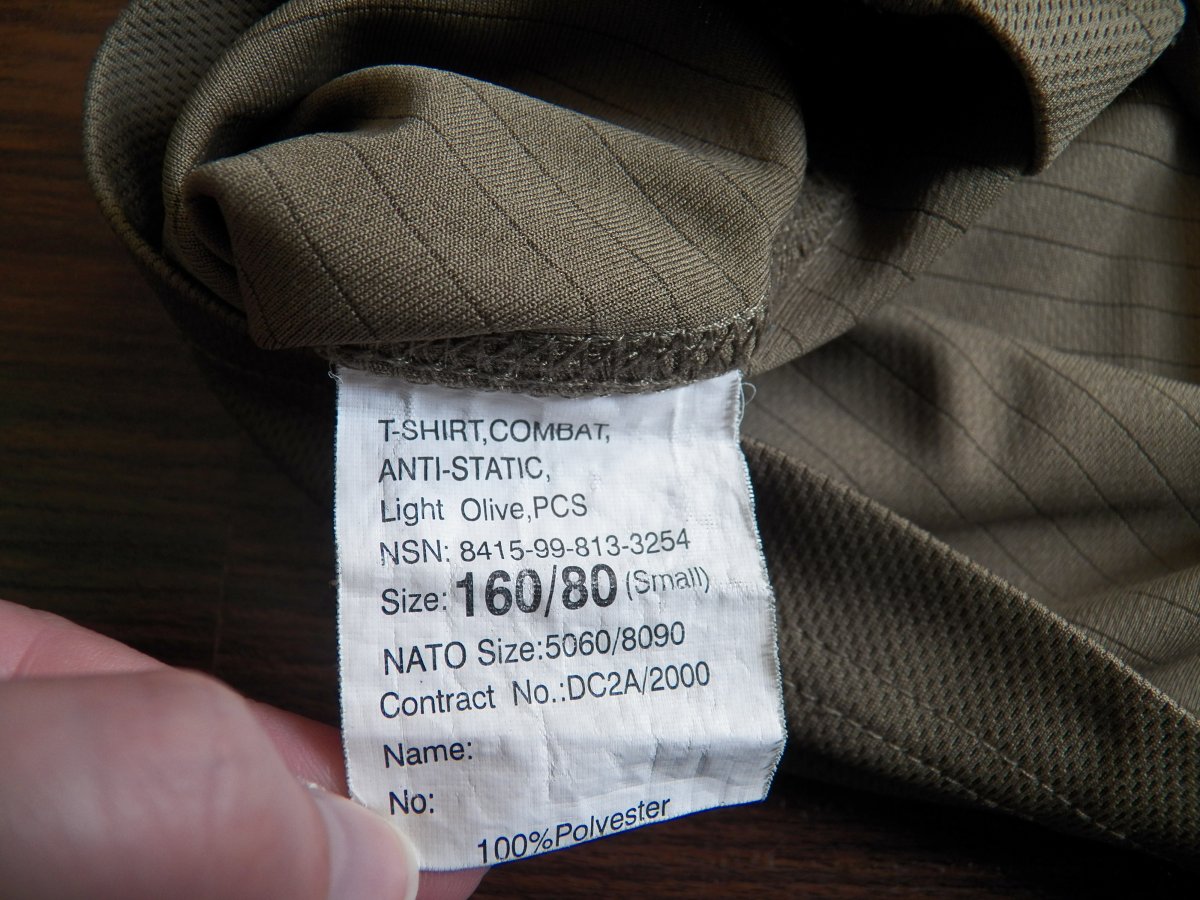 T-SHIRT,COMBAT,
ANTI-STATIC,
Light Olive,PCS
NSN: 8415-99-813-3254
Size: 160/80 (Small)
NATO Size:5060/8090
Contract No.:DC2A/2000
Name:
No:
100%Polyester